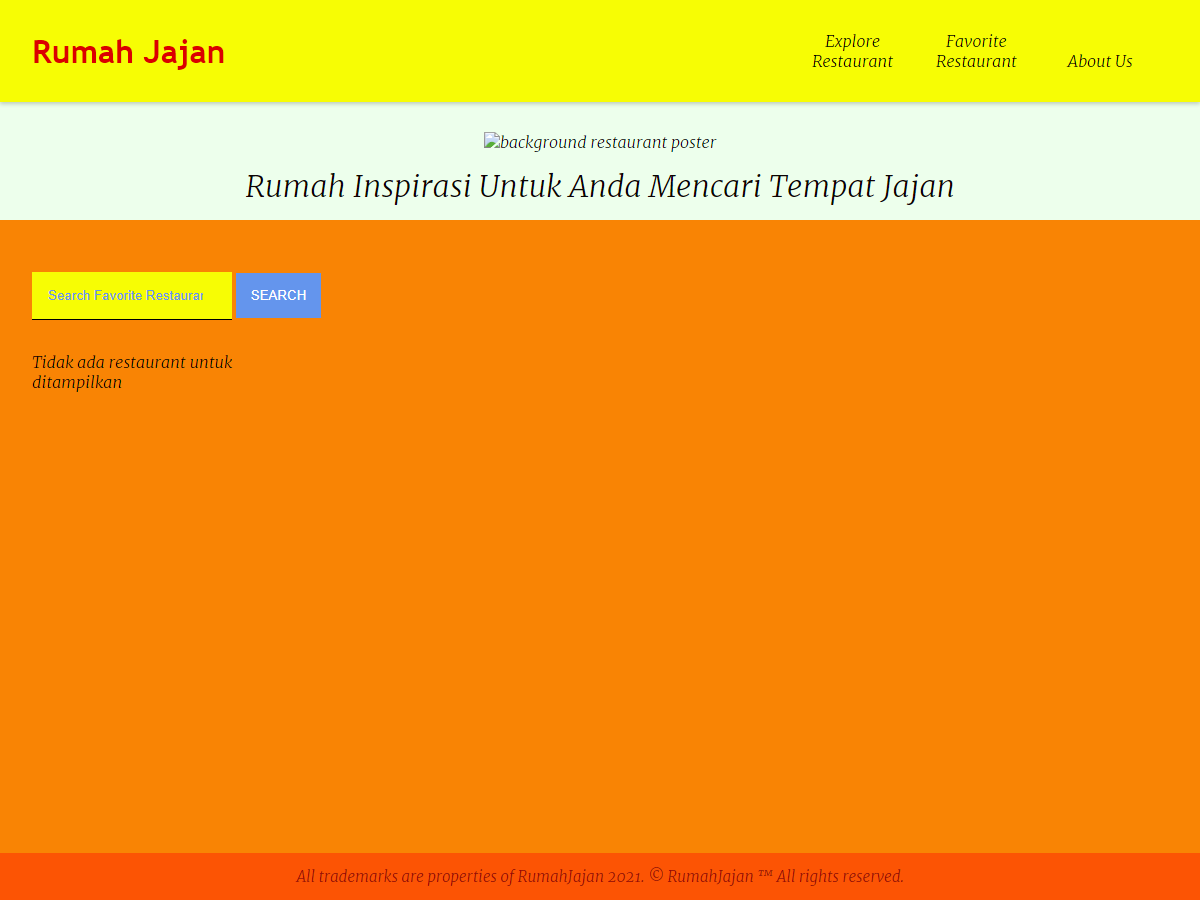 Rumah Jajan
Explore
Restaurant
Favorite
Restaurant
About Us
background restaurant poster
Rumah Inspirasi Untuk Anda Mencari Tempat Jajan
Search Favorite Restaurar
SEARCH
Tidak ada restaurant untuk
ditampilkan
All trademarks are properties of RumahJajan 2021. © RumahJajan ™ All rights reserved.